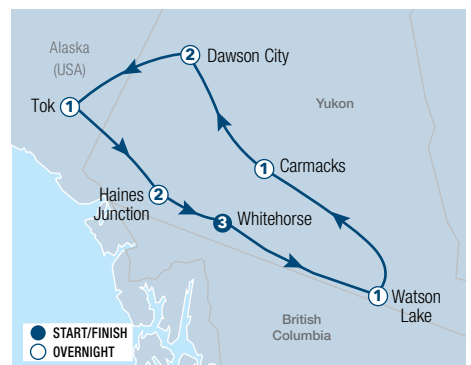 Alaska
(USA)
2
Dawson City
Tok
1
Yukon
1
Carmacks
Haines
Junction
2
3
Whitehorse
1
Watson
Lake
British
Columbia
START/FINISH
OVERNIGHT